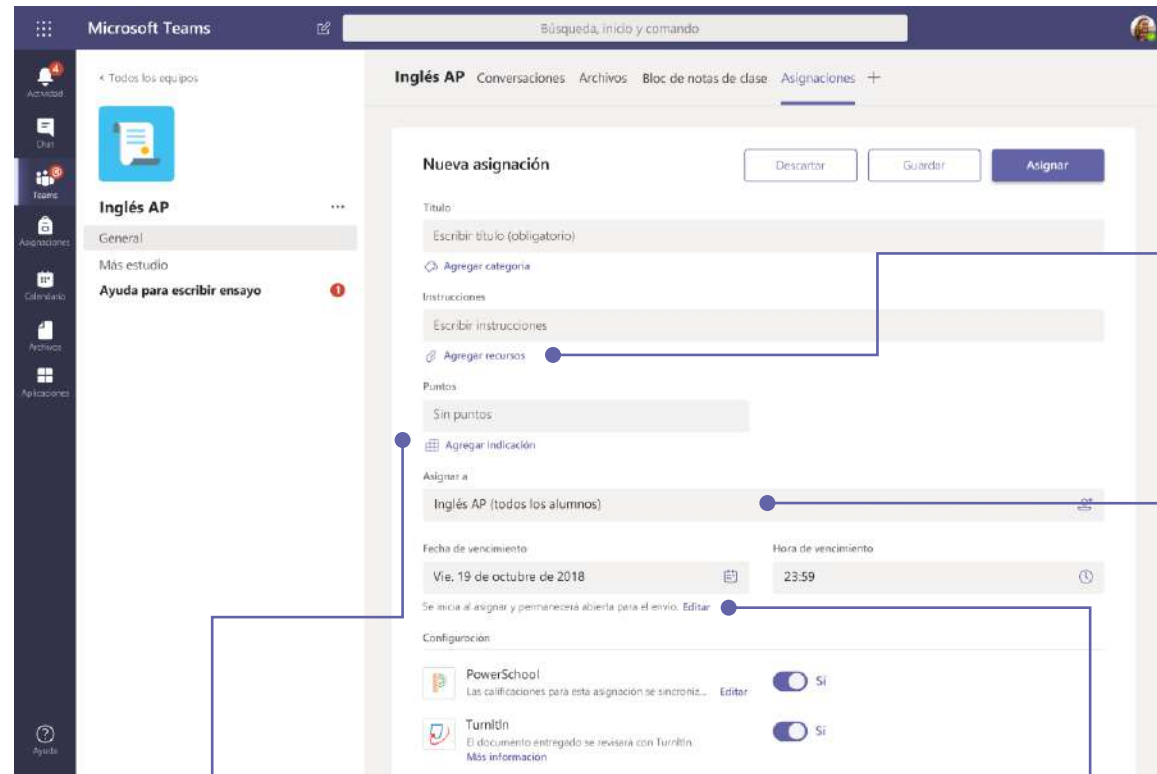 Microsoft Teams
Búsqueda, inicio y comando
4
Actividad
Chat
8
Teams
Asignaciones
Calendario
Archivos
Aplicaciones
Ayuda
< Todos los equipos
Inglés AP
...
General
Más estudio
Ayuda para escribir ensayo
1
Inglés AP Conversaciones Archivos Bloc de notas de clase Asignaciones +
Nueva asignación
Descartar Guardar Asignar
Título
Escribir título (obligatorio)
Agregar categoría
Instrucciones
Escribir instrucciones
Agregar recursos
Puntos
Sin puntos
Agregar indicación
Asignar a
Inglés AP (todos los alumnos)
Fecha de vencimiento Hora de vencimiento
Vie. 19 de octubre de 2018 23:59
Se inicia al asignar y permanecerá abierta para el envío. Editar
Configuración
PowerSchool
Las calificaciones para esta asignación se sincroniz... Editar
Sí
TurnItIn
El documento entregado se revisará con TurnItIn
Más información
Sí